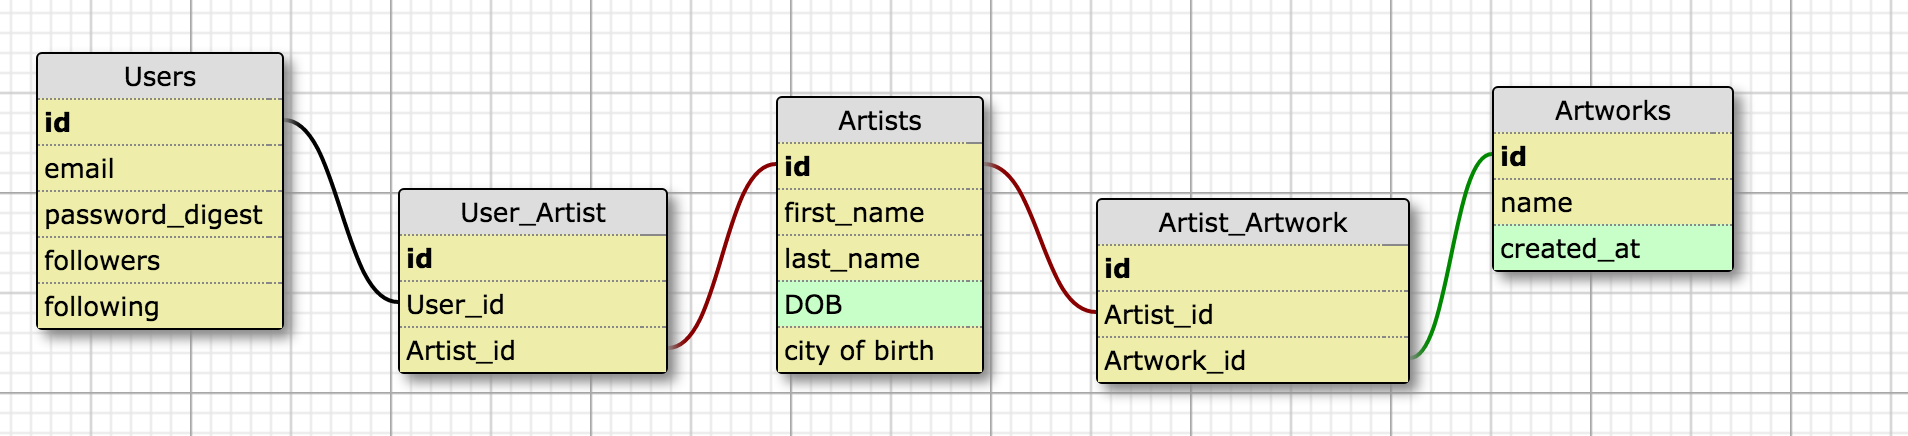 Users
id
email
password_digest
followers
following
User_Artist
id
User_id
Artist_id
Artists
id
first_name
last_name
DOB
city of birth
Artist_Artwork
id
Artist_id
Artwork_id
Artworks
id
name
created_at